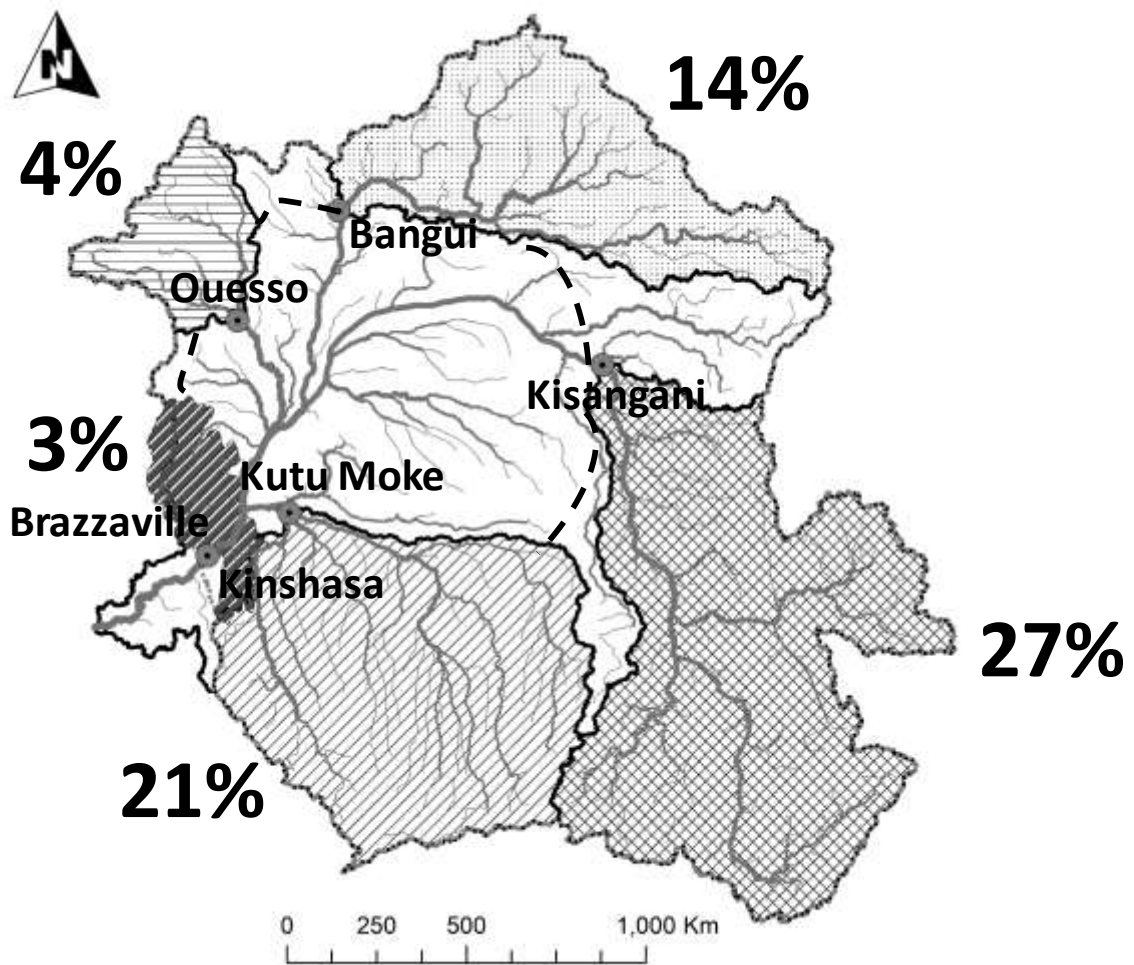 N
14%
4%
Bangui
Ouesso
Kisangani
3%
Kutu Moke
Brazzaville
Kinshasa
27%
21%
0 250 500 1,000 Km